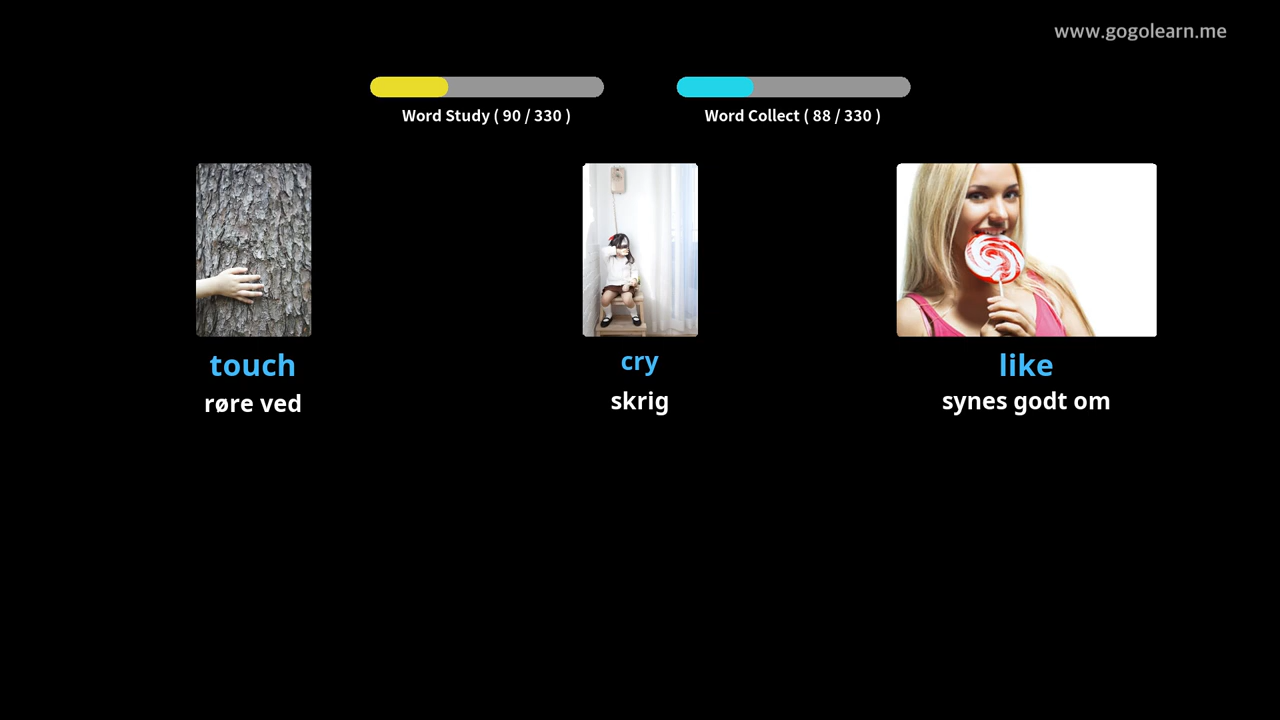 www.gogolearn.me
Word Study ( 90 / 330 )
Word Collect ( 88 / 330 )
touch
røre ved
cry
skrig
like
synes godt om